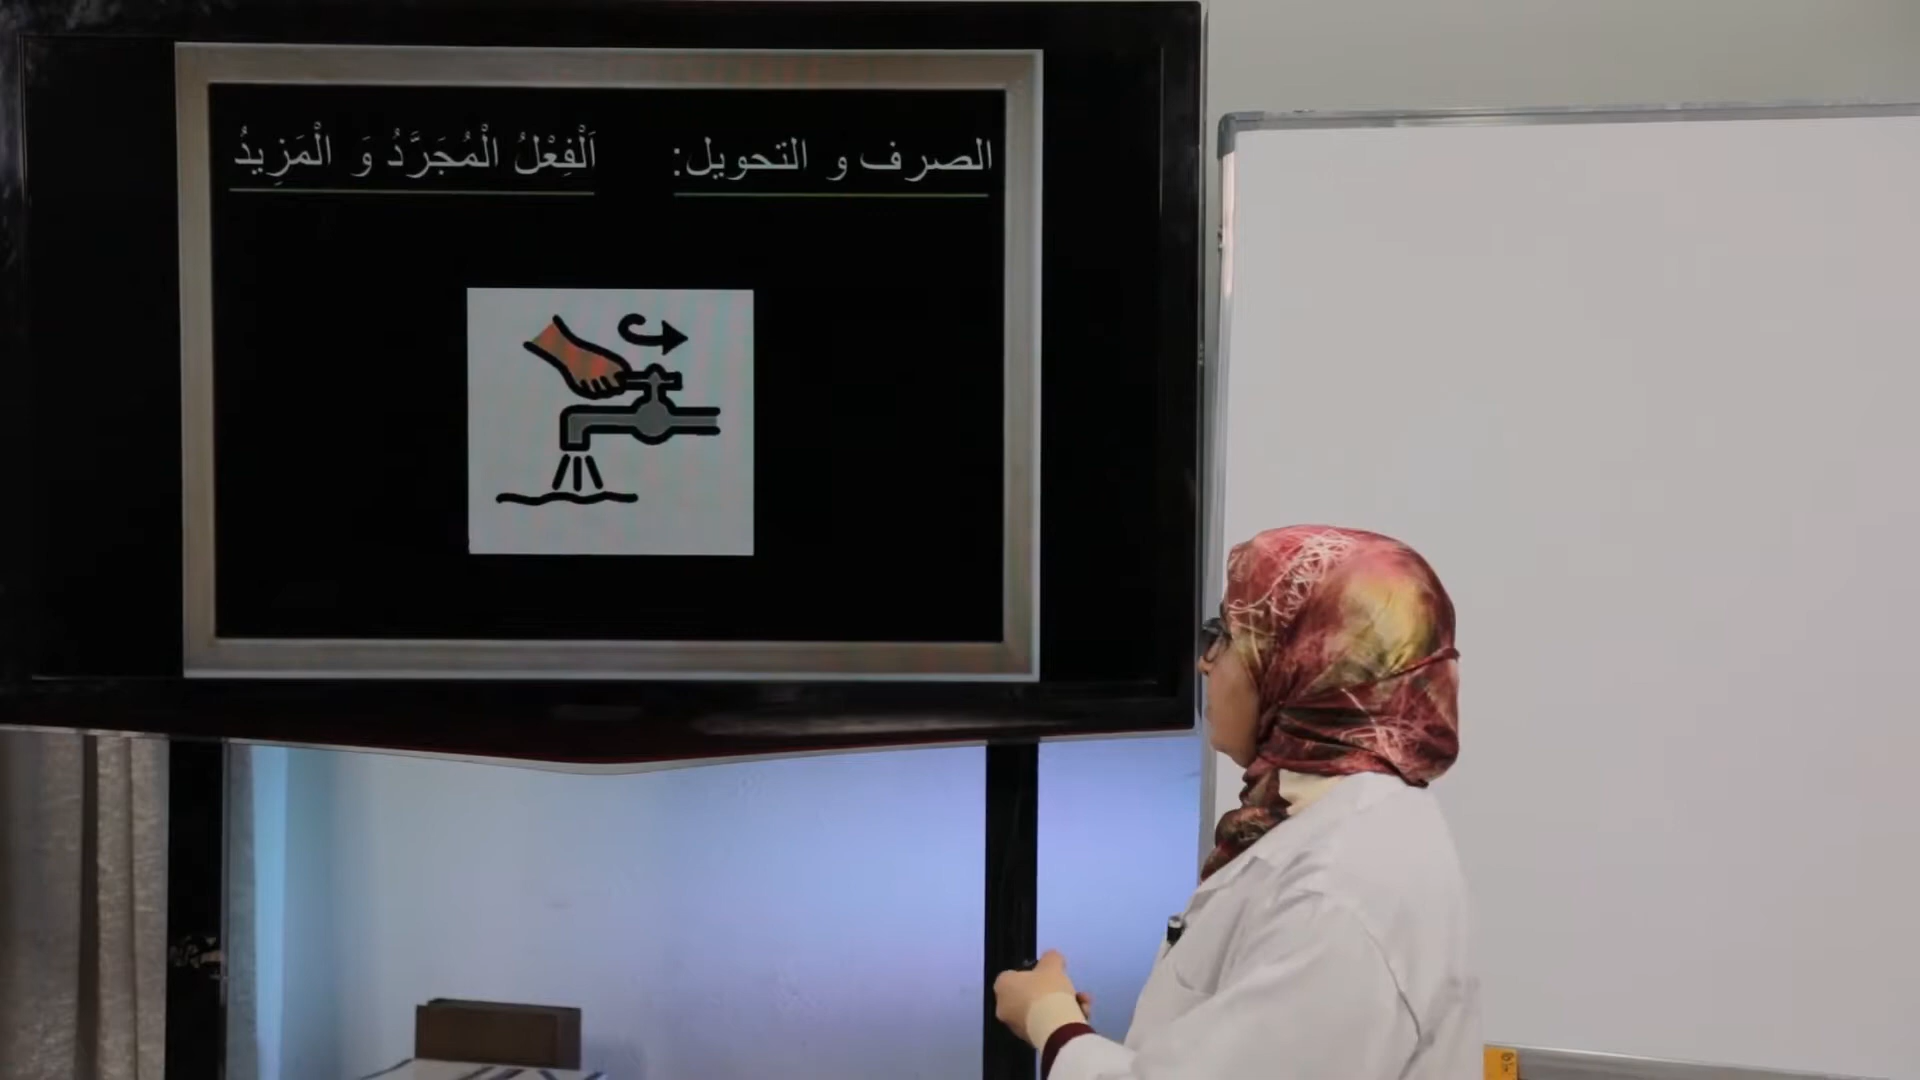 الصرف و التحويل: اَلْفِعْلُ الْمُجَرَّدُ وَ الْمَزِيدُ